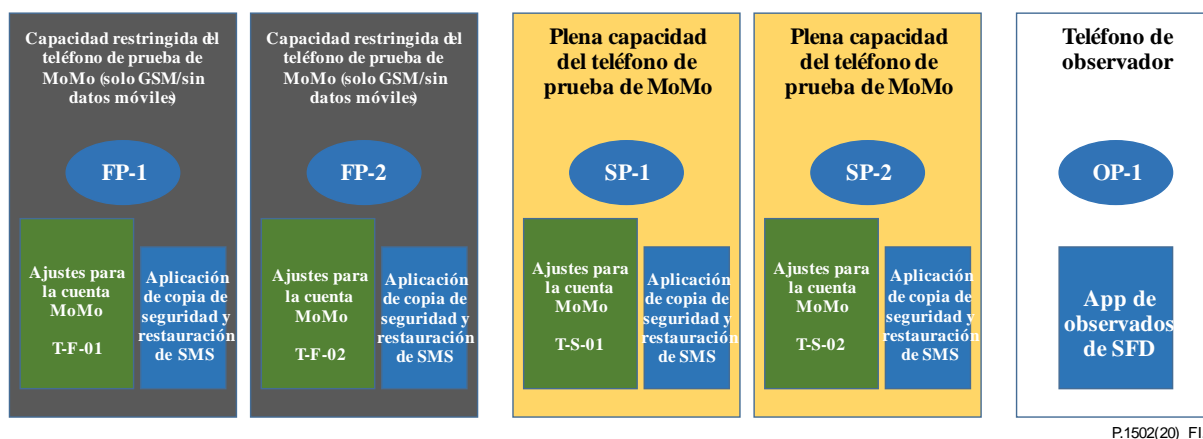 Capacidad restringida del
teléfono de prueba de
MoMo (solo GSM/sin
datos móviles)
FP-1
Ajustes para
la cuenta
MoMo
T-F-01
Aplicación
de copia de
seguridad y
restauración
de SMS
Capacidad restringida del
teléfono de prueba de
MoMo (solo GSM/sin
datos móviles)
FP-2
Ajustes para
la cuenta
MoMo
T-F-02
Aplicación
de copia de
seguridad y
restauración
de SMS
Plena capacidad
del teléfono de
prueba de MoMo
SP-1
Ajustes para
la cuenta
MoMo
T-S-01
Aplicación
de copia de
seguridad y
restauración
de SMS
Plena capacidad
del teléfono de
prueba de MoMo
SP-2
Ajustes para
la cuenta
MoMo
T-S-02
Aplicación
de copia de
seguridad y
restauración
de SMS
Teléfono de
observador
OP-1
App de
observados
de SFD
P.1502(20)_FI